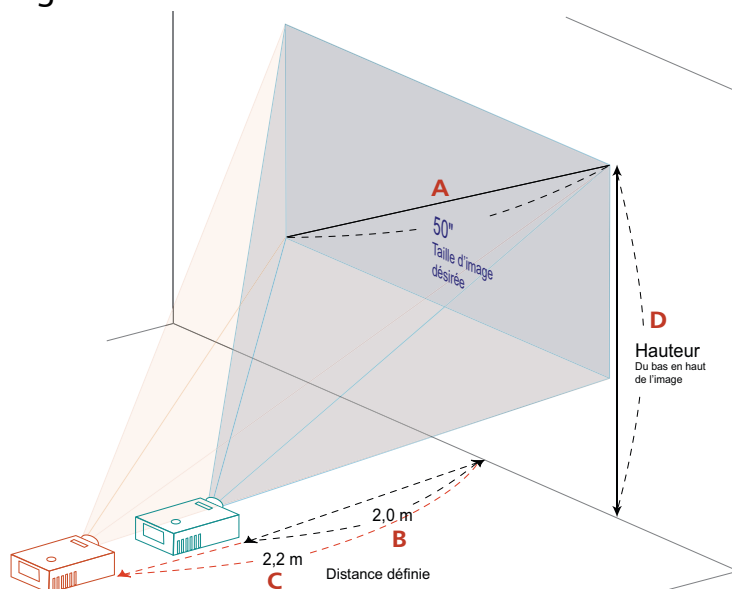 A
50"
Taille d'image
désirée
D
Hauteur
Du bas en haut
de l'image
2,0 m
B
2,2 m
C
Distance définie